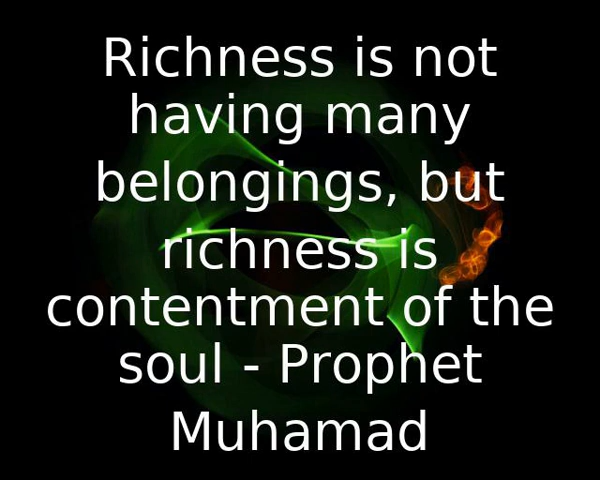 Richness is not
having many
belongings, but
richness is
contentment of the
soul - Prophet
Muhamad